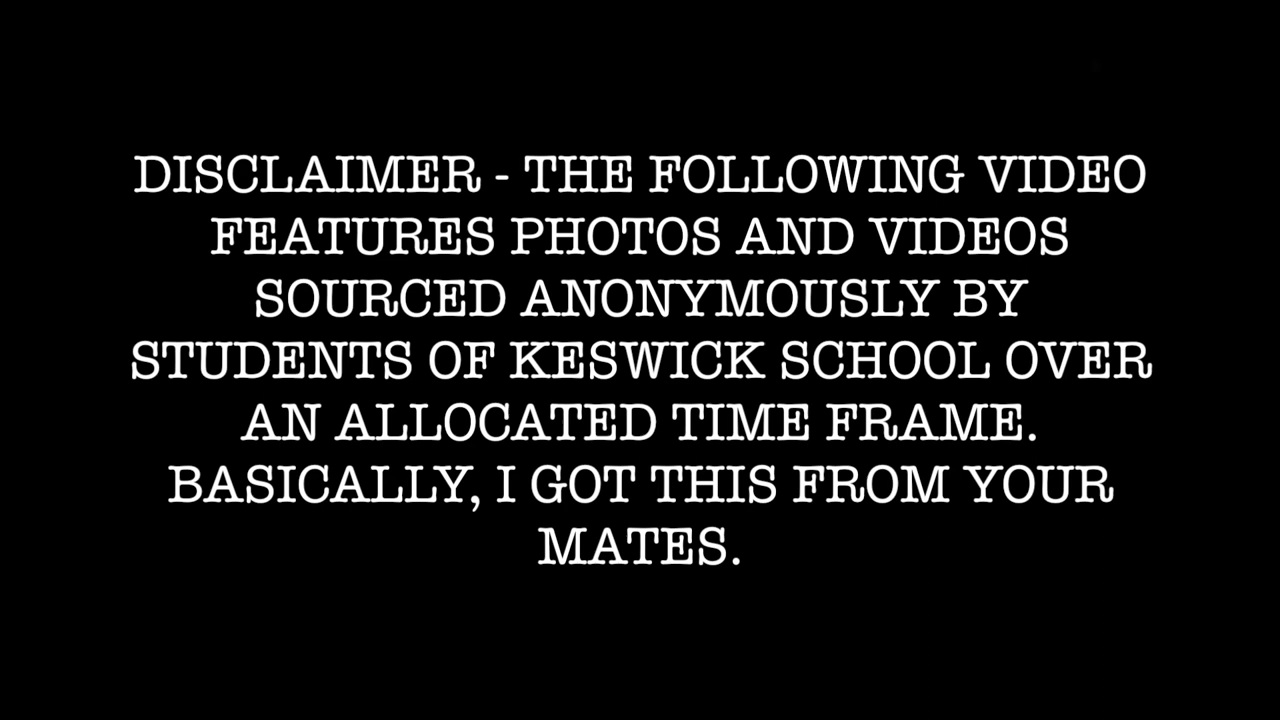 DISCLAIMER - THE FOLLOWING VIDEO
FEATURES PHOTOS AND VIDEOS
SOURCED ANONYMOUSLY BY
STUDENTS OF KESWICK SCHOOL OVER
AN ALLOCATED TIME FRAME.
BASICALLY, I GOT THIS FROM YOUR
MATES.